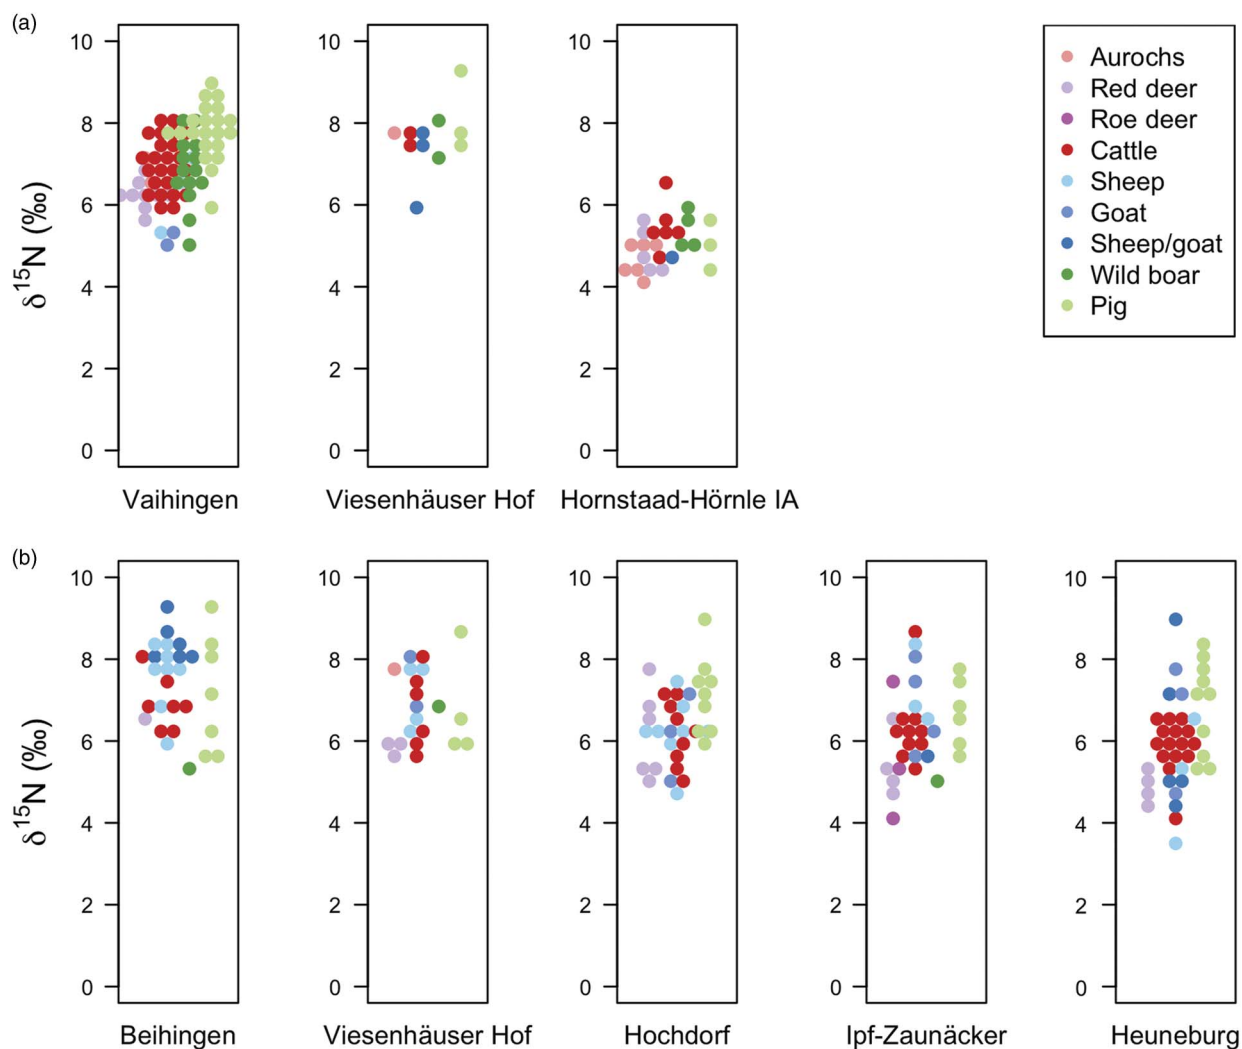 (a)
δ15N (‰)
10
8
6
4
2
0
Vaihingen
10
8
6
4
2
0
Viesenhäuser Hof
10
8
6
4
2
0
Hornstaad-Hörnle IA
Aurochs
Red deer
Roe deer
Cattle
Sheep
Goat
Sheep/goat
Wild boar
Pig
(b)
δ15N (‰)
10
8
6
4
2
0
Beihingen
10
8
6
4
2
0
Viesenhäuser Hof
10
8
6
4
2
0
Hochdorf
10
8
6
4
2
0
Ipf-Zaunäcker
10
8
6
4
2
0
Heuneburg